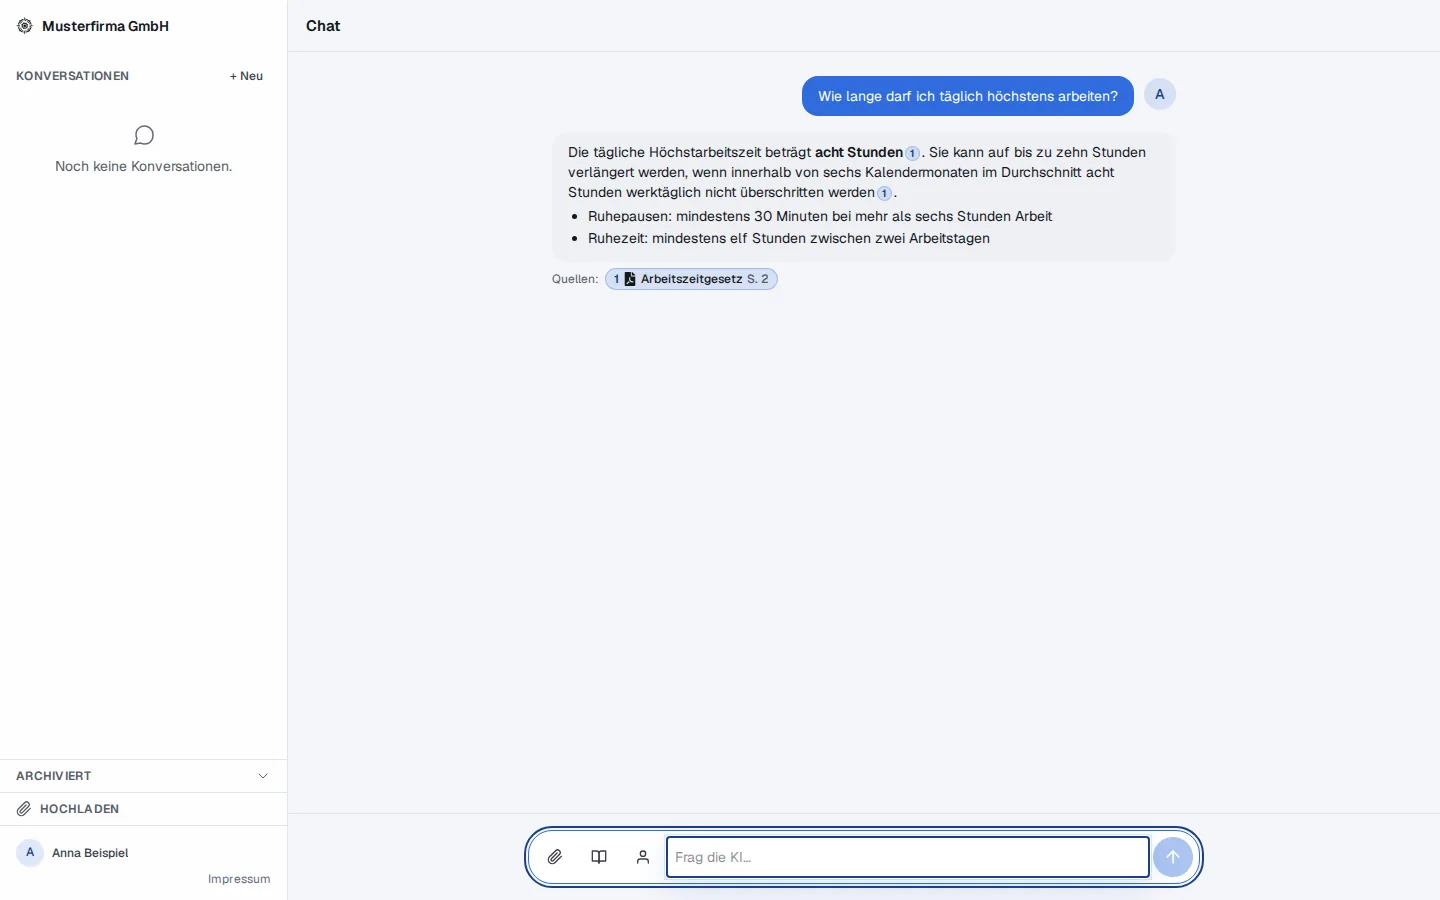 Musterfirma GmbH
KONVERSATIONEN
+ Neu
Noch keine Konversationen.
ARCHIVIERT
HOCHLADEN
A
Anna Beispiel
Impressum
Chat
Wie lange darf ich täglich höchstens arbeiten?
A
Die tägliche Höchstarbeitszeit beträgt acht Stunden 1. Sie kann auf bis zu zehn Stunden
verlängert werden, wenn innerhalb von sechs Kalendermonaten im Durchschnitt acht
Stunden werktäglich nicht überschritten werden 1.
• Ruhepausen: mindestens 30 Minuten bei mehr als sechs Stunden Arbeit
• Ruhezeit: mindestens elf Stunden zwischen zwei Arbeitstagen
Quellen: 1 Arbeitszeitgesetz S. 2
Frag die KI...